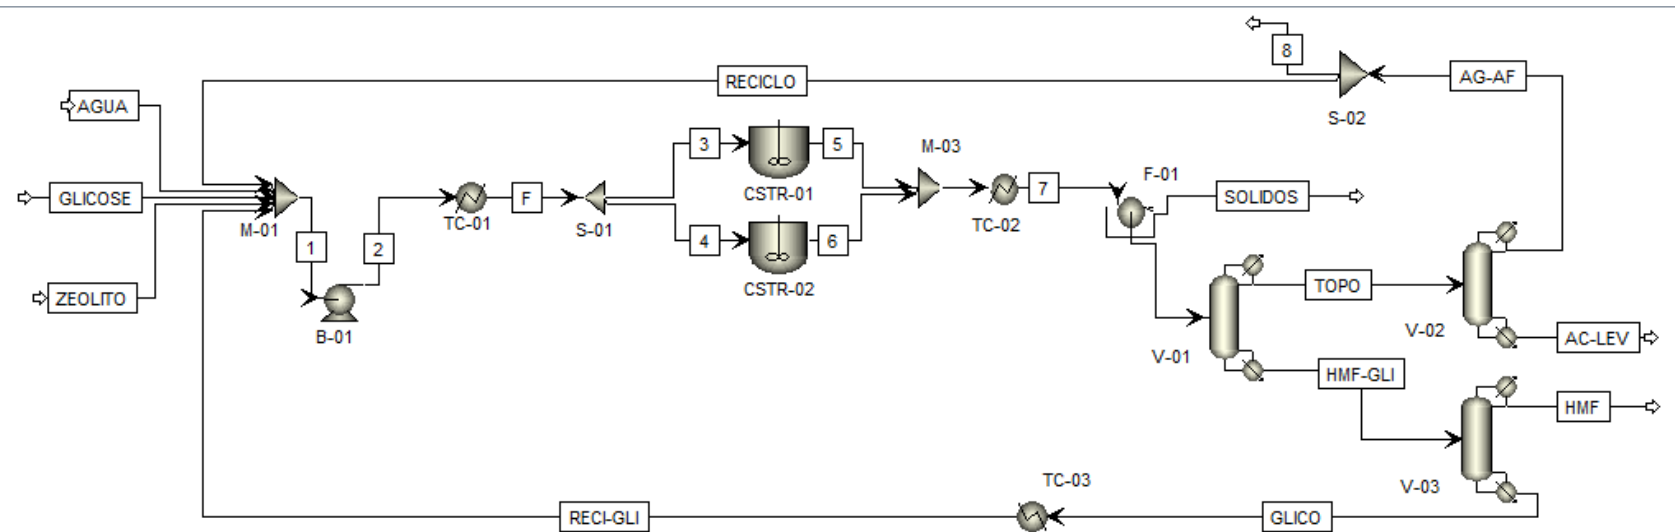 8
RECICLO
AG-AF
AGUA
S-02
3
5
M-03
CSTR-01
F-01
GLICOSE
M-01
TC-01
F
S-01
7
TC-02
SOLIDOS
1
2
4
6
CSTR-02
ZEOLITO
B-01
TOPO
V-02
AC-LEV
V-01
HMF-GLI
HMF
V-03
TC-03
RECI-GLI
GLICO